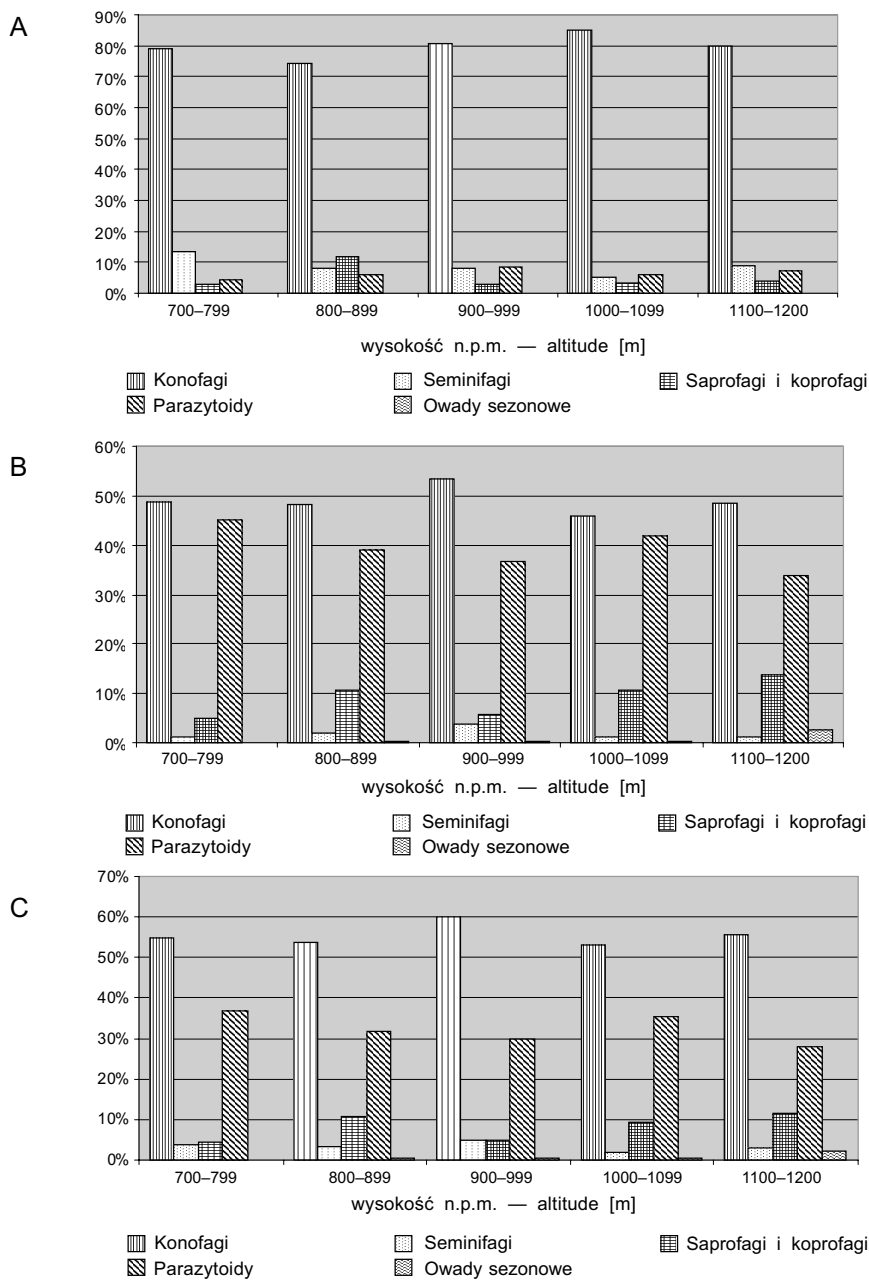 A
90%
80%
70%
60%
50%
40%
30%
20%
10%
0%
700–799 800–899 900–999 1000–1099 1100–1200
wysokość n.p.m. — altitude [m]
Konofagi Seminifagi Saprofagi i koprofagi
Parazytoidy Owady sezonowe
B
60%
50%
40%
30%
20%
10%
0%
700–799 800–899 900–999 1000–1099 1100–1200
wysokość n.p.m. — altitude [m]
Konofagi Seminifagi Saprofagi i koprofagi
Parazytoidy Owady sezonowe
C
70%
60%
50%
40%
30%
20%
10%
0%
700–799 800–899 900–999 1000–1099 1100–1200
wysokość n.p.m. — altitude [m]
Konofagi Seminifagi Saprofagi i koprofagi
Parazytoidy Owady sezonowe